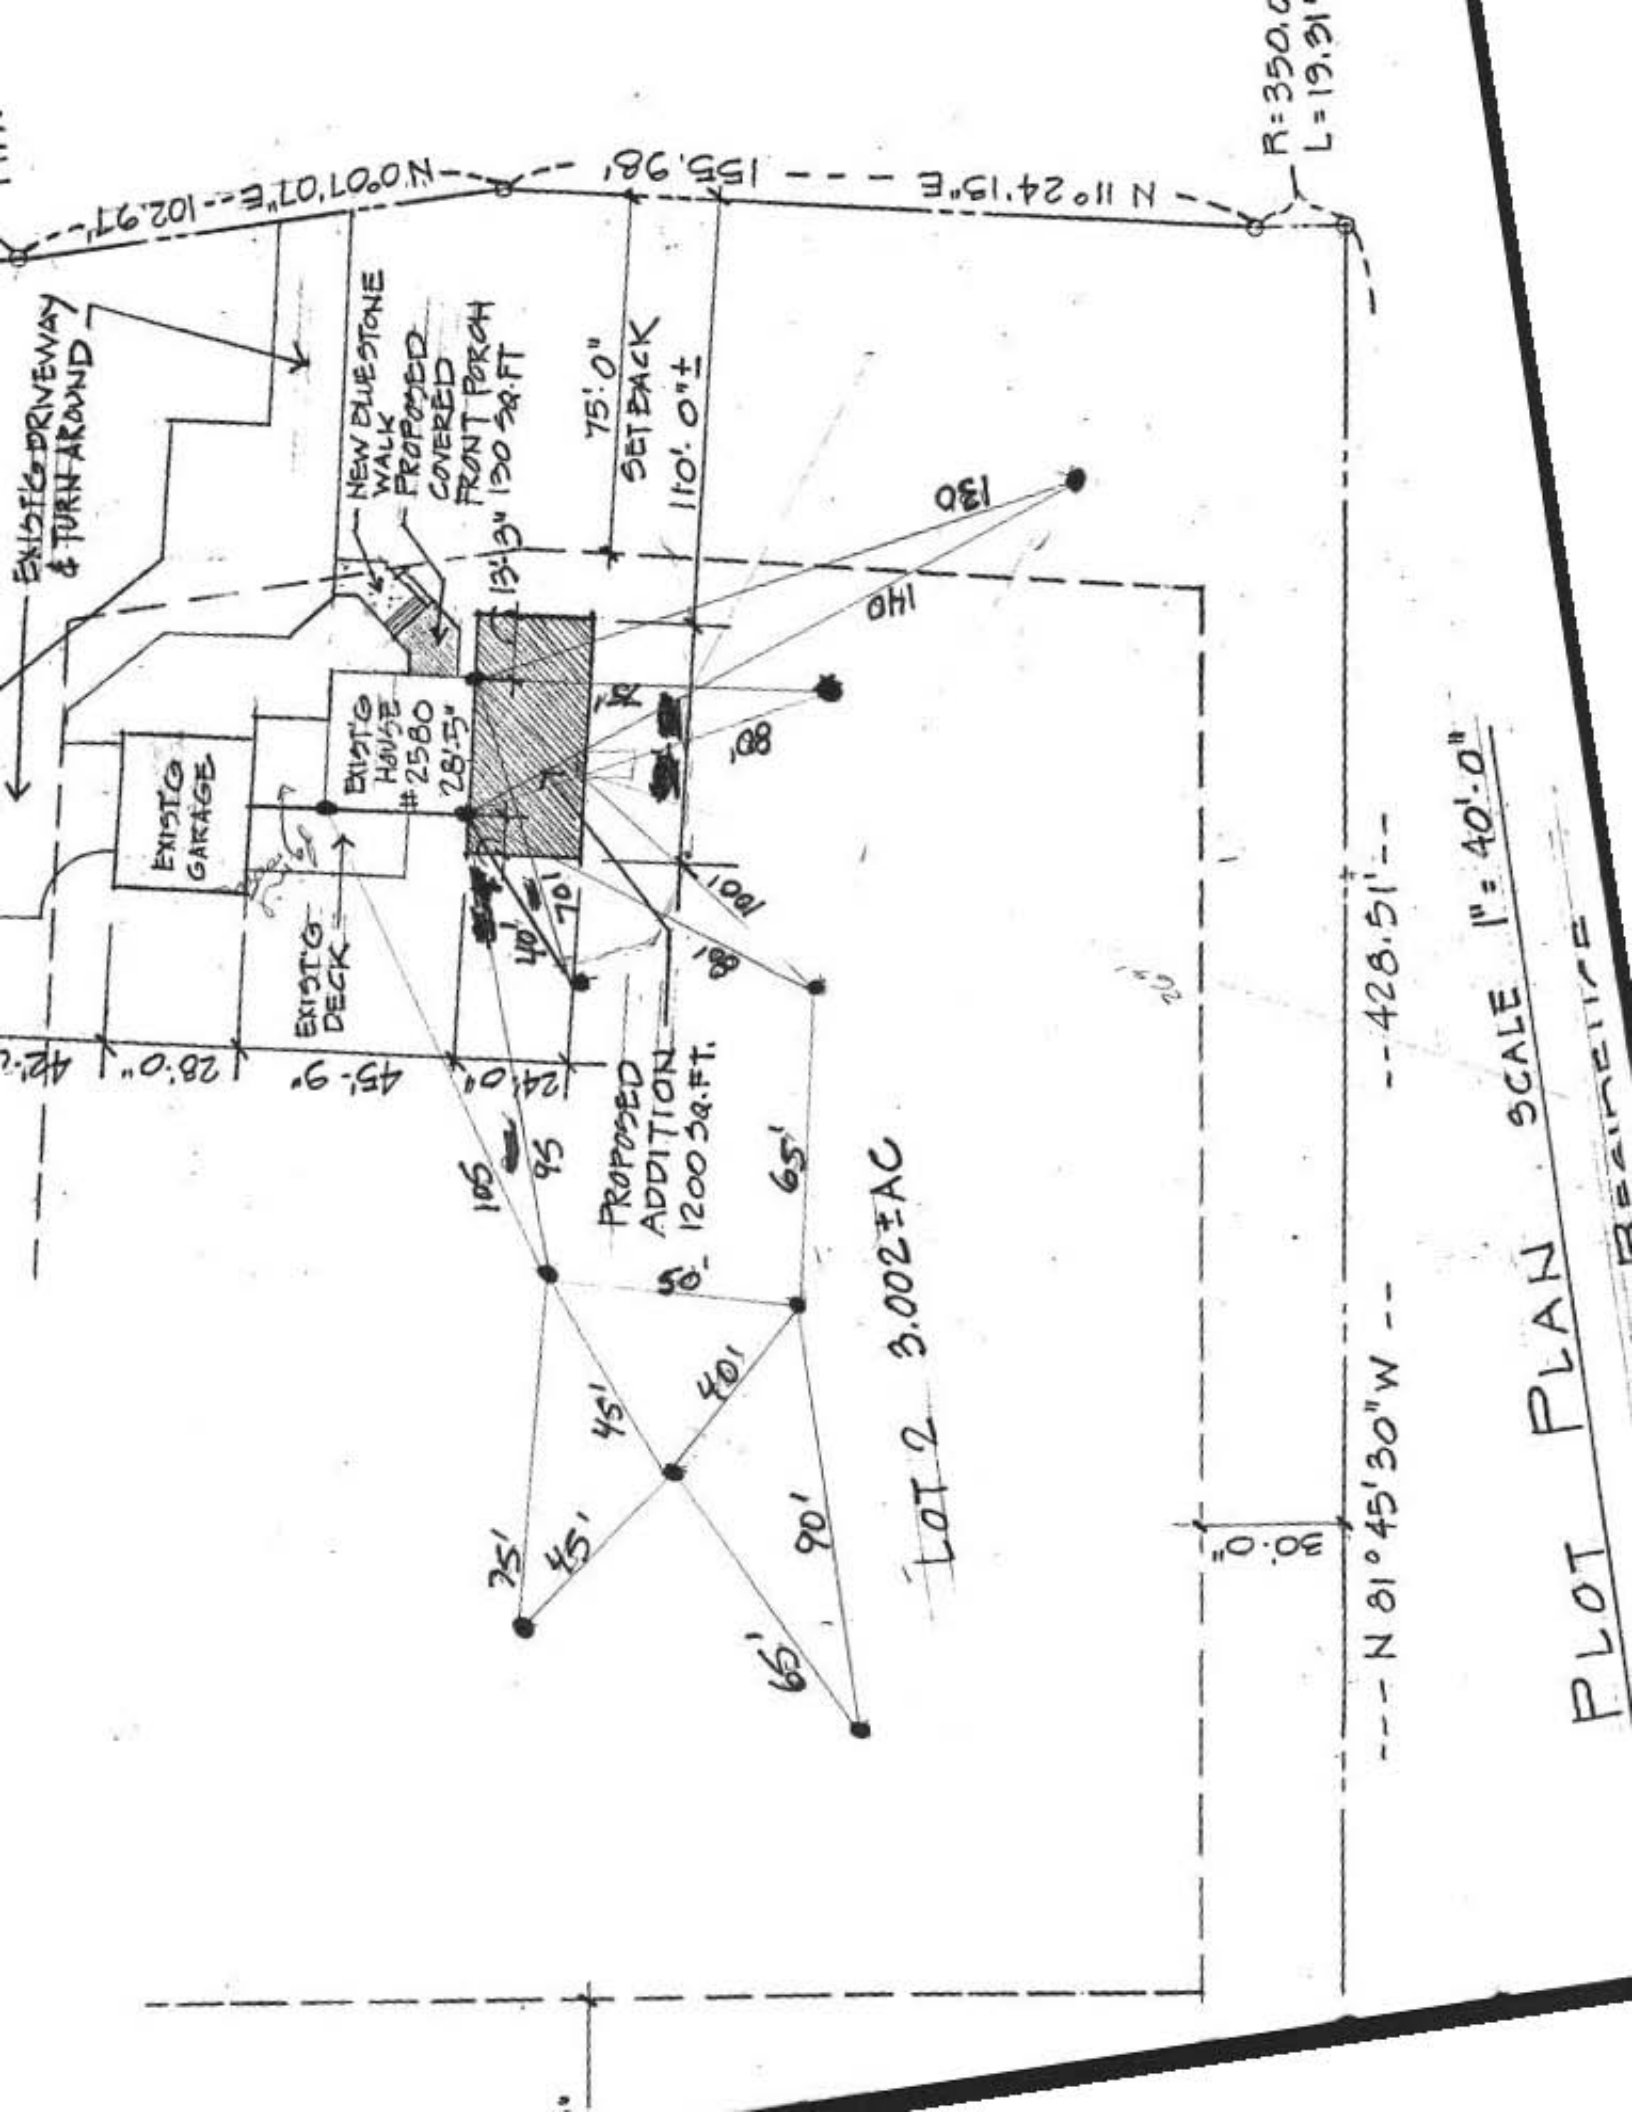 EXIST'G DRIVEWAY
& TURN AROUND
N 0°01'07"E -- 102.97'
155.98'
N 11° 24' 15" E
R=350.0
L=19.31'
NEW BLUESTONE
WALK
PROPOSED
COVERED
FRONT PORCH
130 SQ.FT
13'-3"
75'-0"
SETBACK
110'-0"±
EXIST'G
GARAGE
EXIST'G
HOUSE
#2580
28'-5"
EXIST'G
DECK
42'
28'-0"
45'-9"
24'-0"
130
140
80'
100'
88'
40'
70'
105
95
PROPOSED
ADDITION
1200 SQ.FT.
50'
65'
45'
40'
75'
45'
65'
90'
LOT 2 3.002±AC
30'-0"
--- N 81° 45' 30" W --
--428.51'--
PLOT PLAN SCALE 1" = 40'-0"